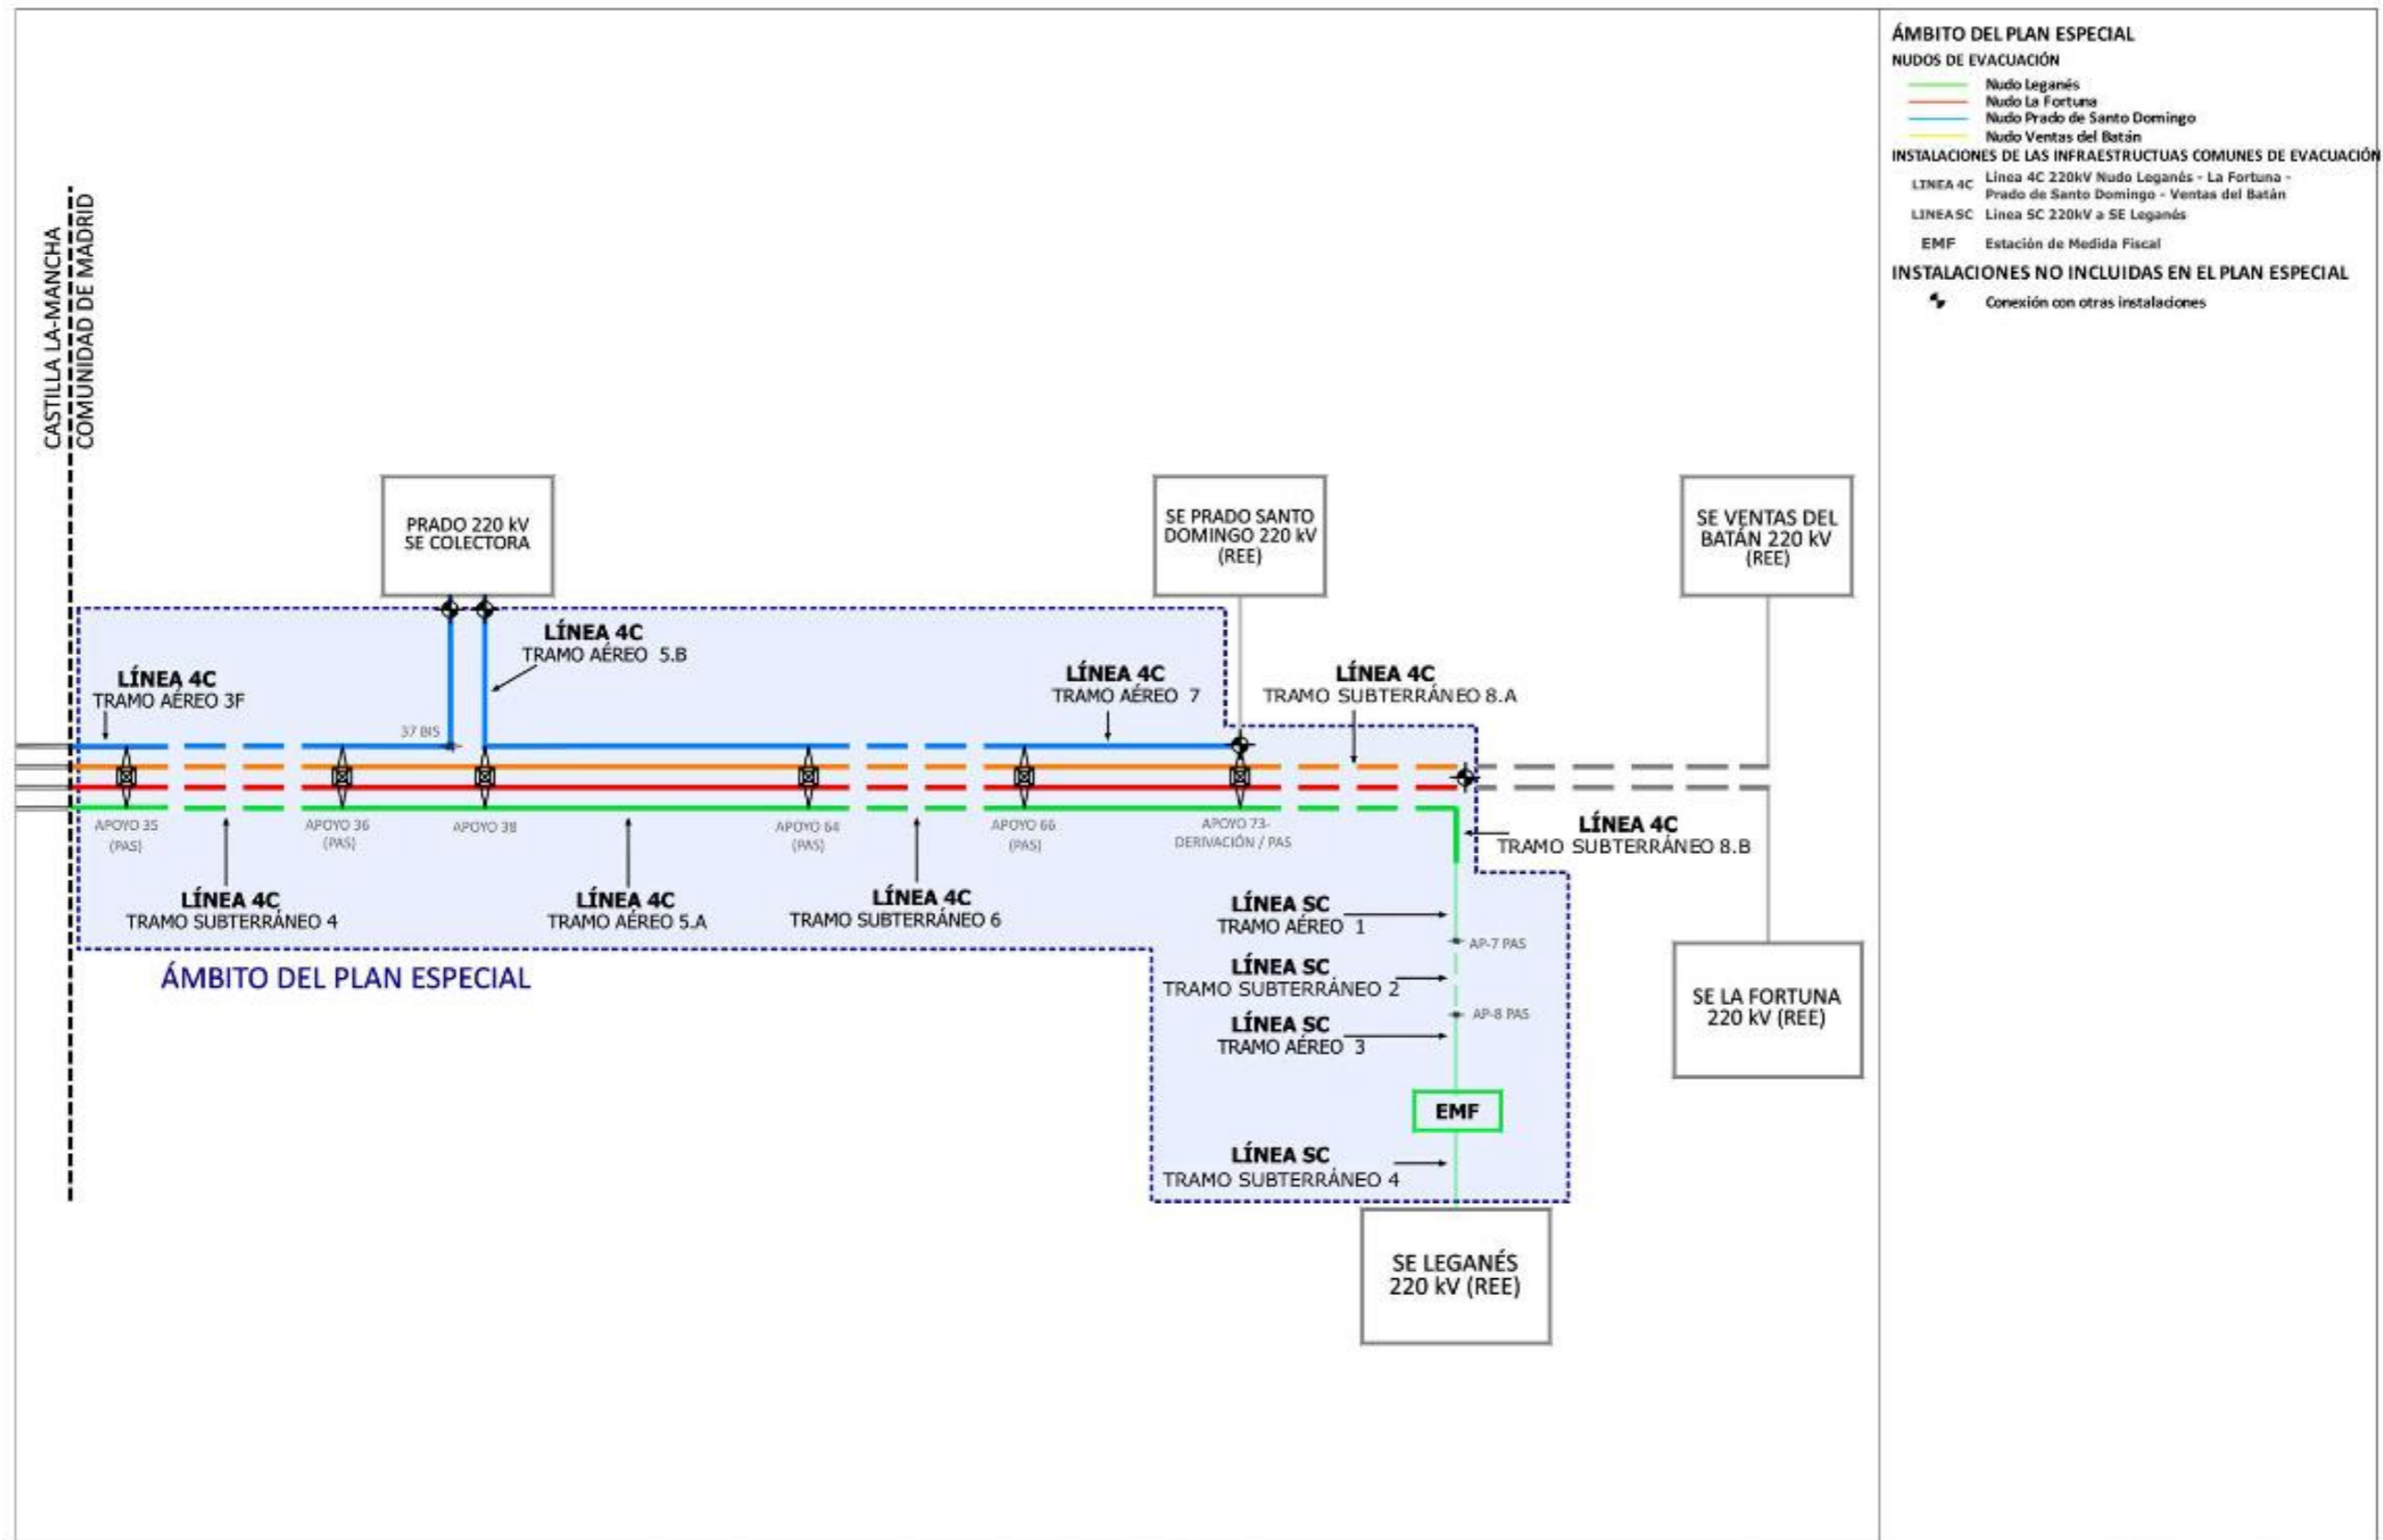 ÁMBITO DEL PLAN ESPECIAL
NUDOS DE EVACUACIÓN
Nudo Leganés
Nudo La Fortuna
Nudo Prado de Santo Domingo
Nudo Ventas del Batán
INSTALACIONES DE LAS INFRAESTRUCTUAS COMUNES DE EVACUACIÓN
LINEA 4C Linea 4C 220kV Nudo Leganés - La Fortuna -
Prado de Santo Domingo - Ventas del Batán
LINEA SC Linea SC 220kV a SE Leganés
EMF Estación de Medida Fiscal
INSTALACIONES NO INCLUIDAS EN EL PLAN ESPECIAL
Conexión con otras instalaciones
CASTILLA LA-MANCHA
COMUNIDAD DE MADRID
PRADO 220 kV
SE COLECTORA
SE PRADO SANTO
DOMINGO 220 kV
(REE)
SE VENTAS DEL
BATÁN 220 kV
(REE)
LÍNEA 4C
TRAMO AÉREO 3F
37 BIS
LÍNEA 4C
TRAMO AÉREO 5.B
LÍNEA 4C
TRAMO AÉREO 7
LÍNEA 4C
TRAMO SUBTERRÁNEO 8.A
APOYO 35
(PAS)
APOYO 36
(PAS)
APOYO 38
APOYO 64
(PAS)
APOYO 66
(PAS)
APOYO 73-
DERIVACIÓN / PAS
LÍNEA 4C
TRAMO SUBTERRÁNEO 8.B
LÍNEA 4C
TRAMO SUBTERRÁNEO 4
LÍNEA 4C
TRAMO AÉREO 5.A
LÍNEA 4C
TRAMO SUBTERRÁNEO 6
LÍNEA SC
TRAMO AÉREO 1
AP-7 PAS
ÁMBITO DEL PLAN ESPECIAL
LÍNEA SC
TRAMO SUBTERRÁNEO 2
AP-8 PAS
LÍNEA SC
TRAMO AÉREO 3
SE LA FORTUNA
220 kV (REE)
EMF
LÍNEA SC
TRAMO SUBTERRÁNEO 4
SE LEGANÉS
220 kV (REE)